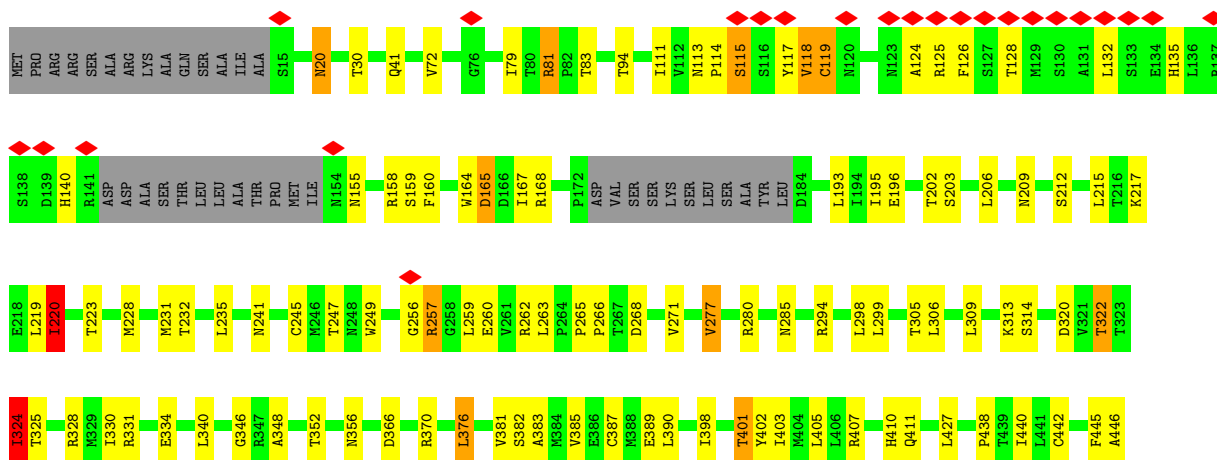 MET PRO ARG ARG SER ALA ARG LYS ALA GLN SER ALA ILE ALA S15 N20 T30 Q41 V72 G76 I79 T80 R81 P82 T83 T94 I111 V112 N113 P114 S115 S116 Y117 V118 C119 N120 N123 A124 R125 F126 S127 T128 M129 S130 A131 L132 S133 E134 H135 L136
S138 D139 H140 R141 ASP ASP ALA SER THR LEU LEU ALA THR PRO MET ILE N154 N155 R158 S159 F160 W164 D165 D166 I167 R168 P172 ASP VAL SER SER LYS SER LEU SER ALA TYR LEU D184 L193 I194 I195 E196 T202 S203 L206 N209 S212 L215 T216 K217
E218 L219 I220 T223 M228 M231 T232 L235 N241 C245 M246 T247 N248 W249 G256 R257 G258 L259 E260 V261 R262 L263 P264 P265 P266 T267 D268 V271 V277 R280 N285 R294 L298 L299 T305 L306 L309 K313 S314 D320 V321 T322 T323
I324 T325 R328 M329 I330 R331 E334 L340 G346 R347 A348 T352 N356 D366 R370 L376 V381 S382 A383 M384 V385 E386 C387 M388 E389 L390 I398 T401 Y402 I403 M404 L405 L406 R407 H410 Q411 L427 P438 T439 I440 L441 C442 F445 A446